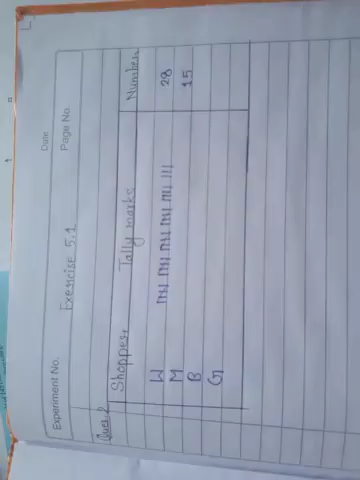 Date
Experiment No. Page No.
Exercise 5.1
Ques. 2
Shopper Tally marks Number
W 28
M 15
B
G